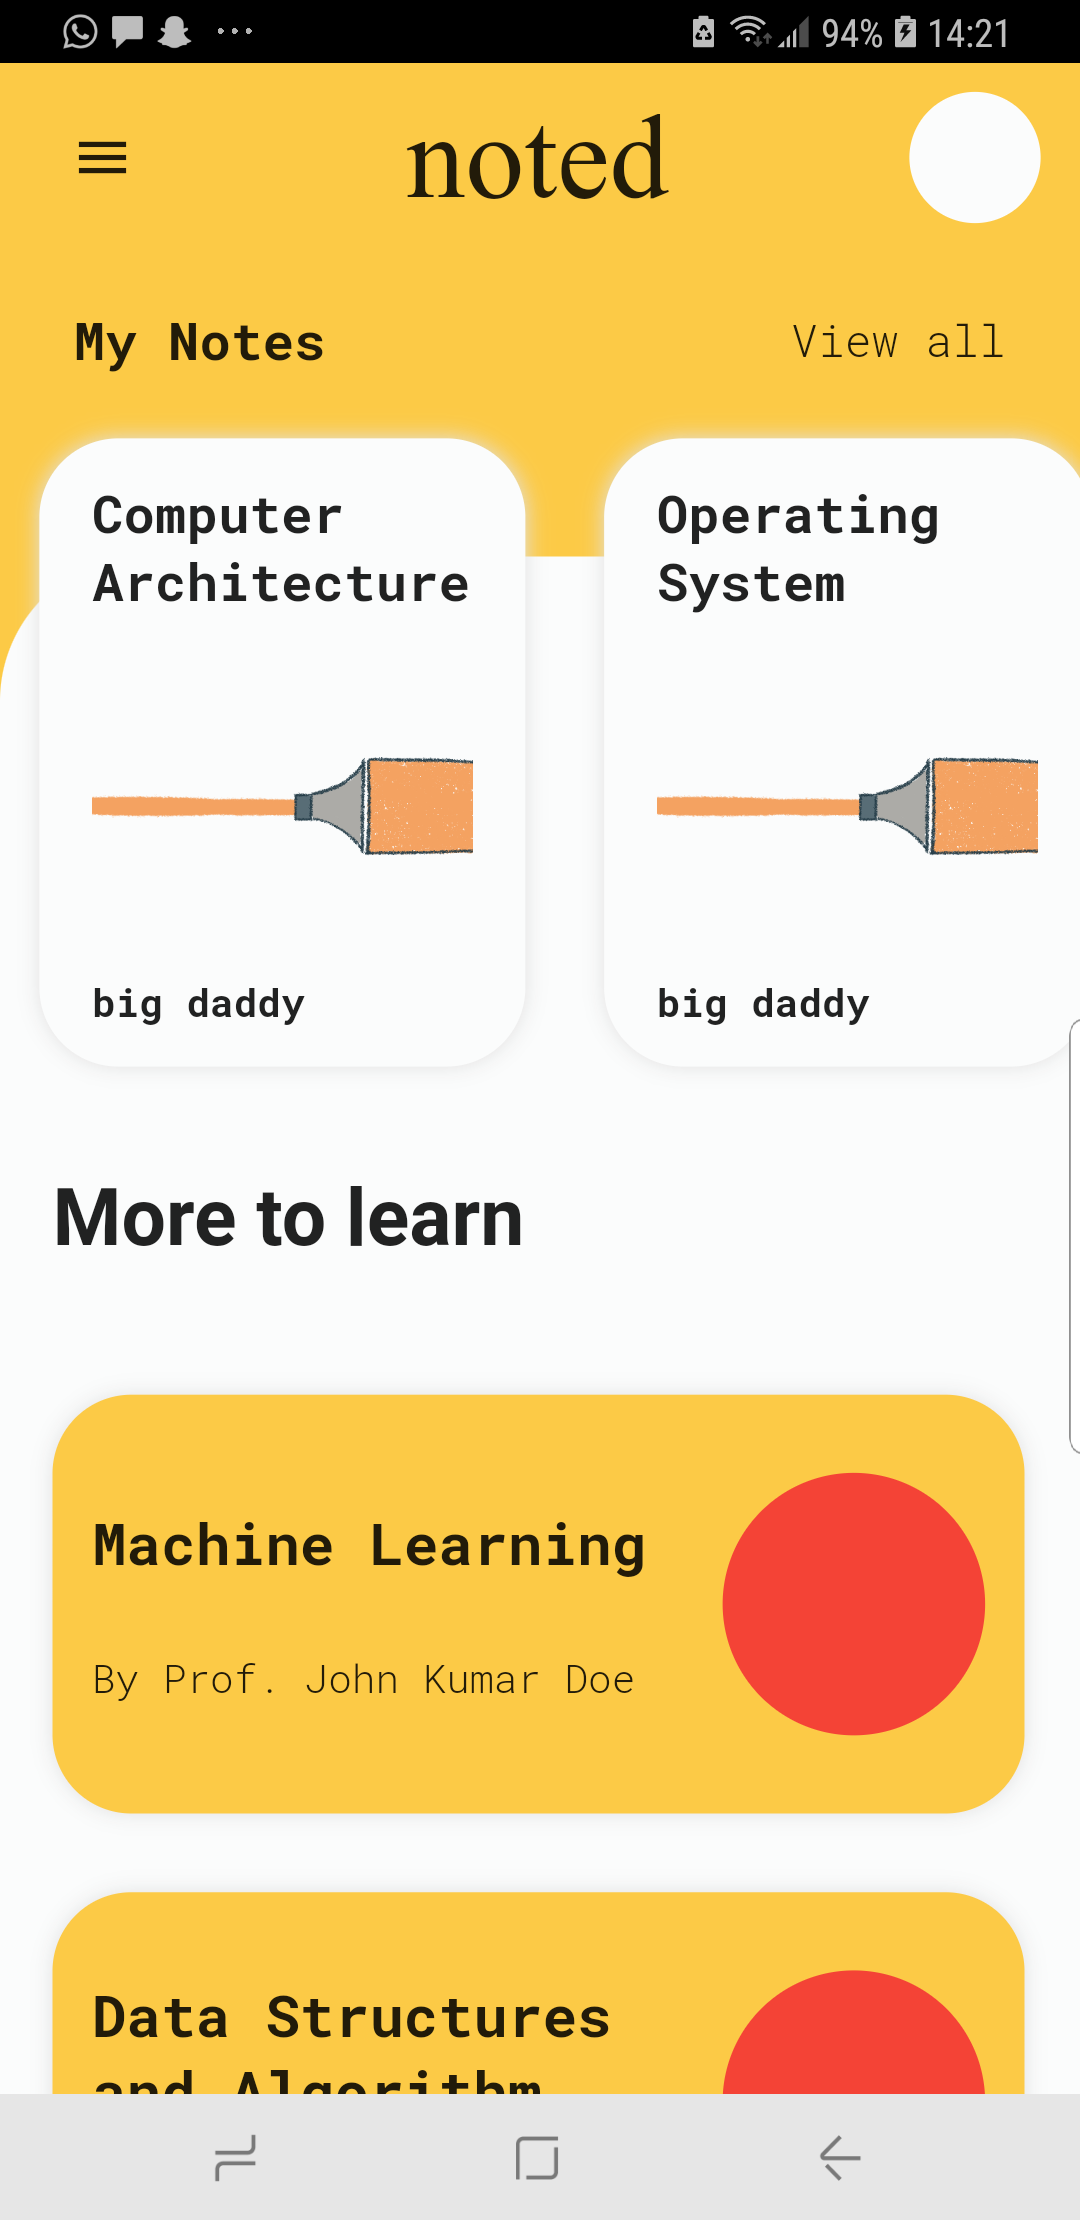 94% 14:21
noted
My Notes View all
Computer
Architecture
big daddy
Operating
System
big daddy
More to learn
Machine Learning
By Prof. John Kumar Doe
Data Structures
and Algorithm